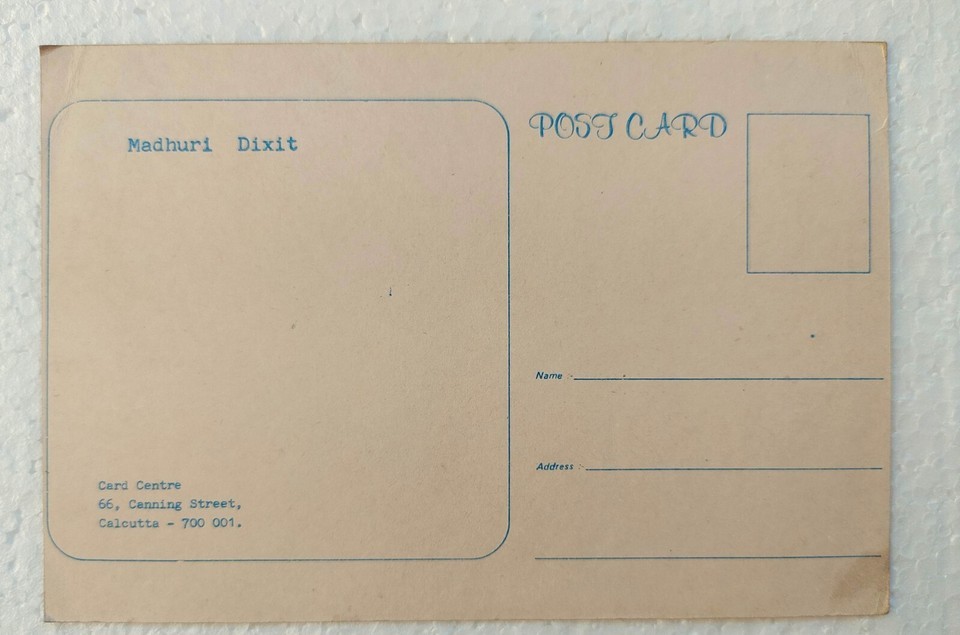 Madhuri Dixit
Card Centre
66, Canning Street,
Calcutta - 700 001.
POST CARD
Name :-
Address :-